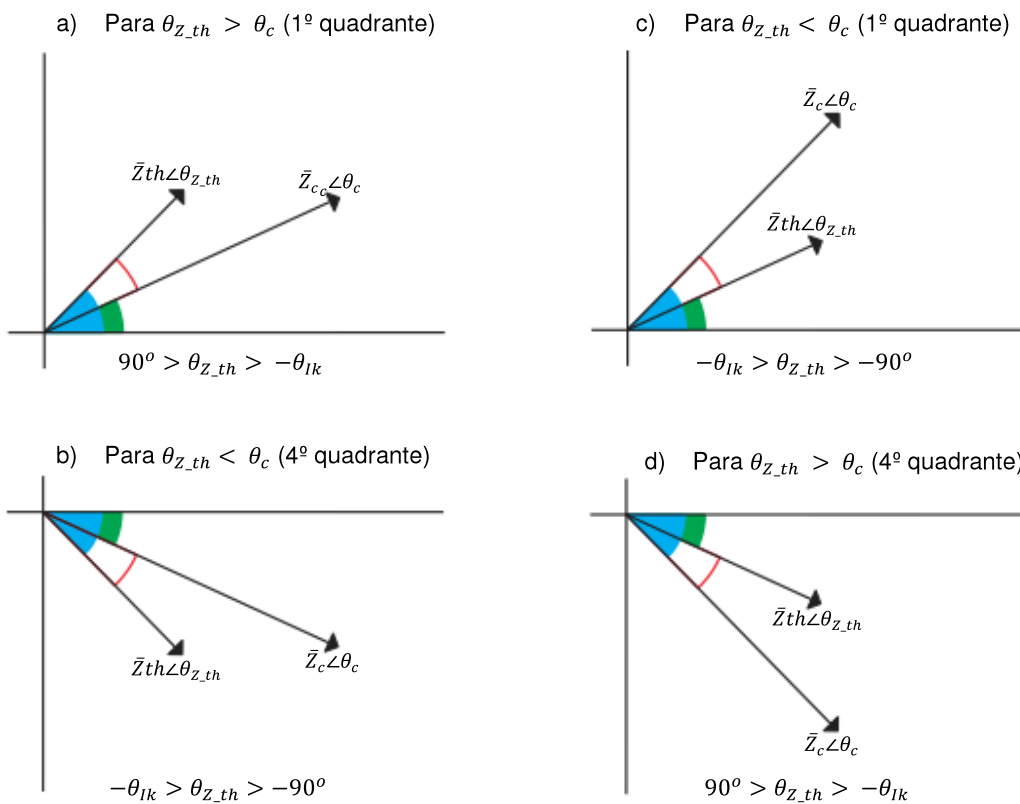 a) Para θ_{Z_th} > θ_c (1º quadrante)
Z̄th∠θ_{Z_th}
Z̄_{cc}∠θ_c
90° > θ_{Z_th} > −θ_{Ik}
c) Para θ_{Z_th} < θ_c (1º quadrante)
Z̄_c∠θ_c
Z̄th∠θ_{Z_th}
−θ_{Ik} > θ_{Z_th} > −90°
b) Para θ_{Z_th} < θ_c (4º quadrante)
Z̄th∠θ_{Z_th}
Z̄_c∠θ_c
−θ_{Ik} > θ_{Z_th} > −90°
d) Para θ_{Z_th} > θ_c (4º quadrante)
Z̄th∠θ_{Z_th}
Z̄_c∠θ_c
90° > θ_{Z_th} > −θ_{Ik}